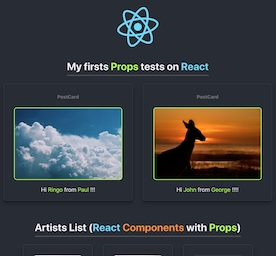 My firsts Props tests on React
PostCard
PostCard
Hi Ringo from Paul !!!
Hi John from George !!!!
Artists List (React Components with Props)